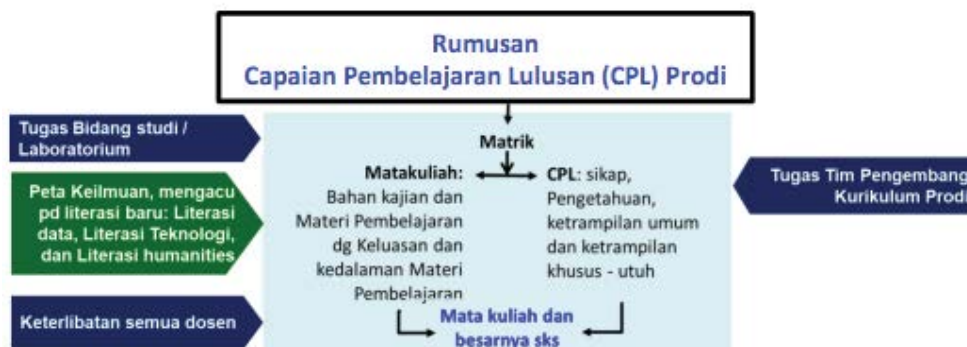 Rumusan
Capaian Pembelajaran Lulusan (CPL) Prodi
Tugas Bidang studi /
Laboratorium
Peta Keilmuan, mengacu
pd literasi baru: Literasi
data, Literasi Teknologi,
dan Literasi humanities
Keterlibatan semua dosen
Matrik
Matakuliah:
Bahan kajian dan
Materi Pembelajaran
dg Keluasan dan
kedalaman Materi
Pembelajaran
CPL: sikap,
Pengetahuan,
ketrampilan umum
dan ketrampilan
khusus - utuh
Mata kuliah dan
besarnya sks
Tugas Tim Pengembang
Kurikulum Prodi